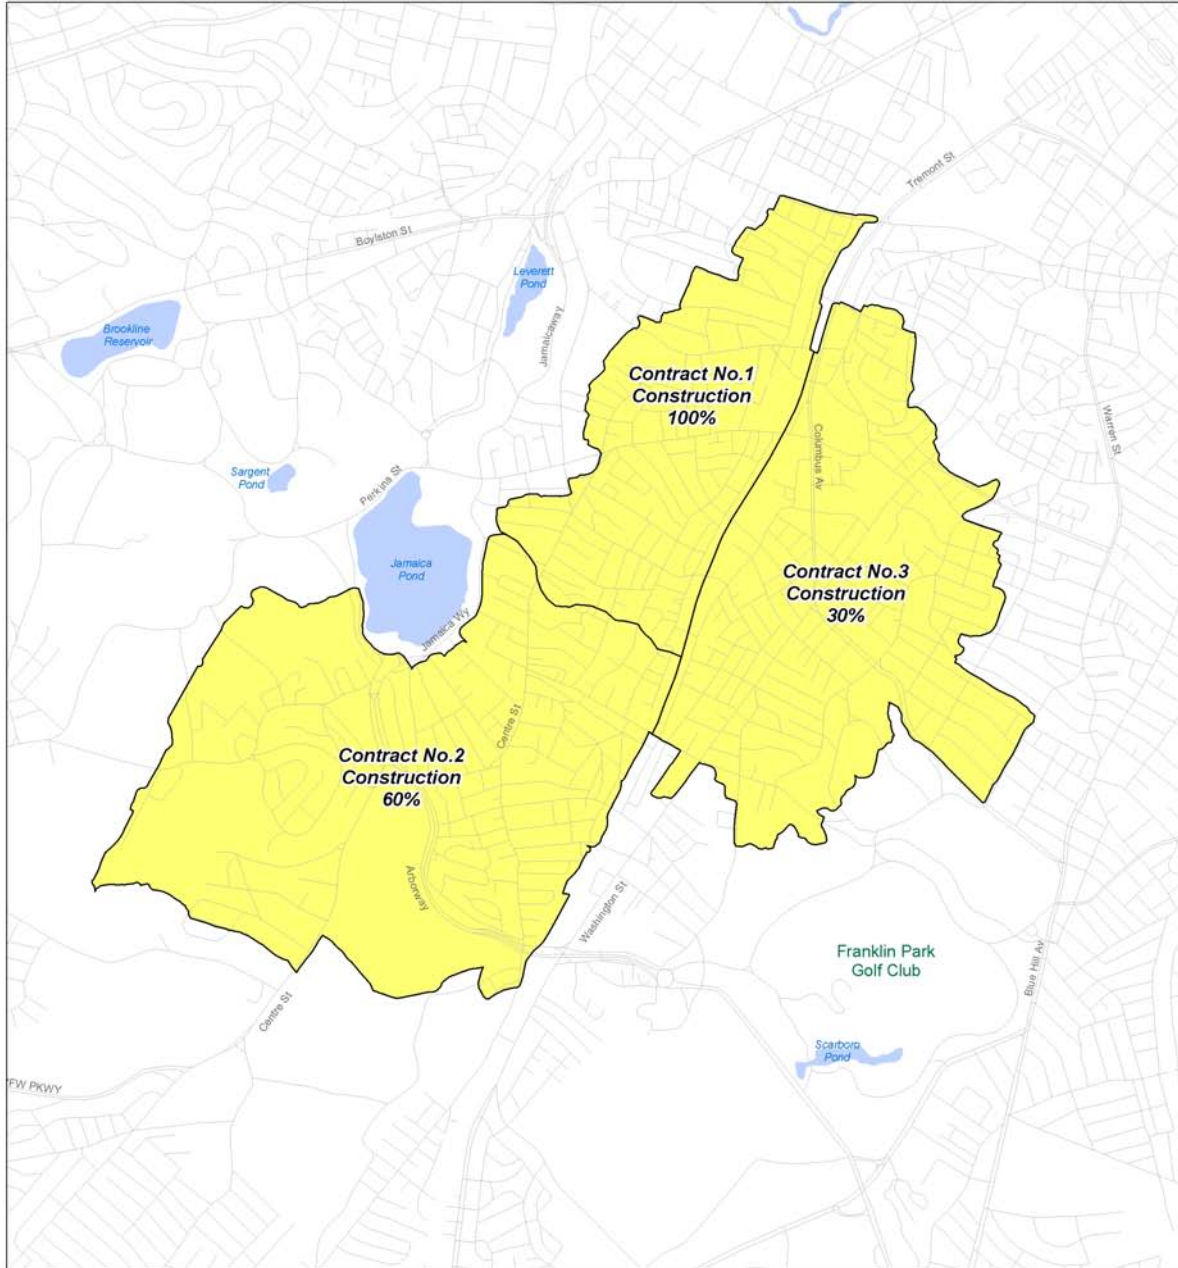 Tremont St
Boylston St
Leverett
Pond
Brookline
Reservoir
Jamaicaway
Contract No.1
Construction
100%
Warren St
Columbus Av
Sargent
Pond
Perkins St
Jamaica
Pond
Contract No.3
Construction
30%
Jamaica Wy
Centre St
Contract No.2
Construction
60%
Arborway
Washington St
Franklin Park
Golf Club
Blue Hill Av
Centre St
Scarboro
Pond
FW PKWY